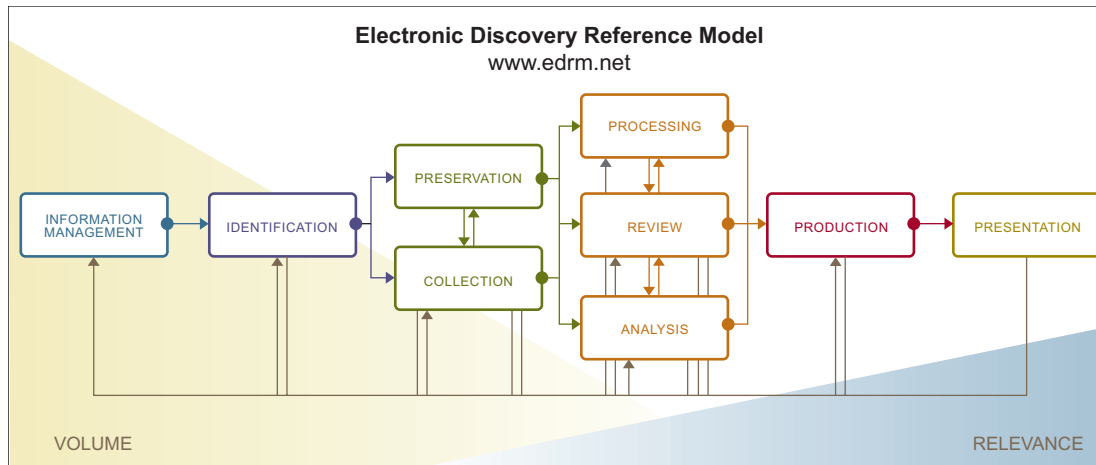 Electronic Discovery Reference Model
www.edrm.net
PROCESSING
PRESERVATION
INFORMATION
MANAGEMENT
IDENTIFICATION
REVIEW
PRODUCTION
PRESENTATION
COLLECTION
ANALYSIS
VOLUME
RELEVANCE